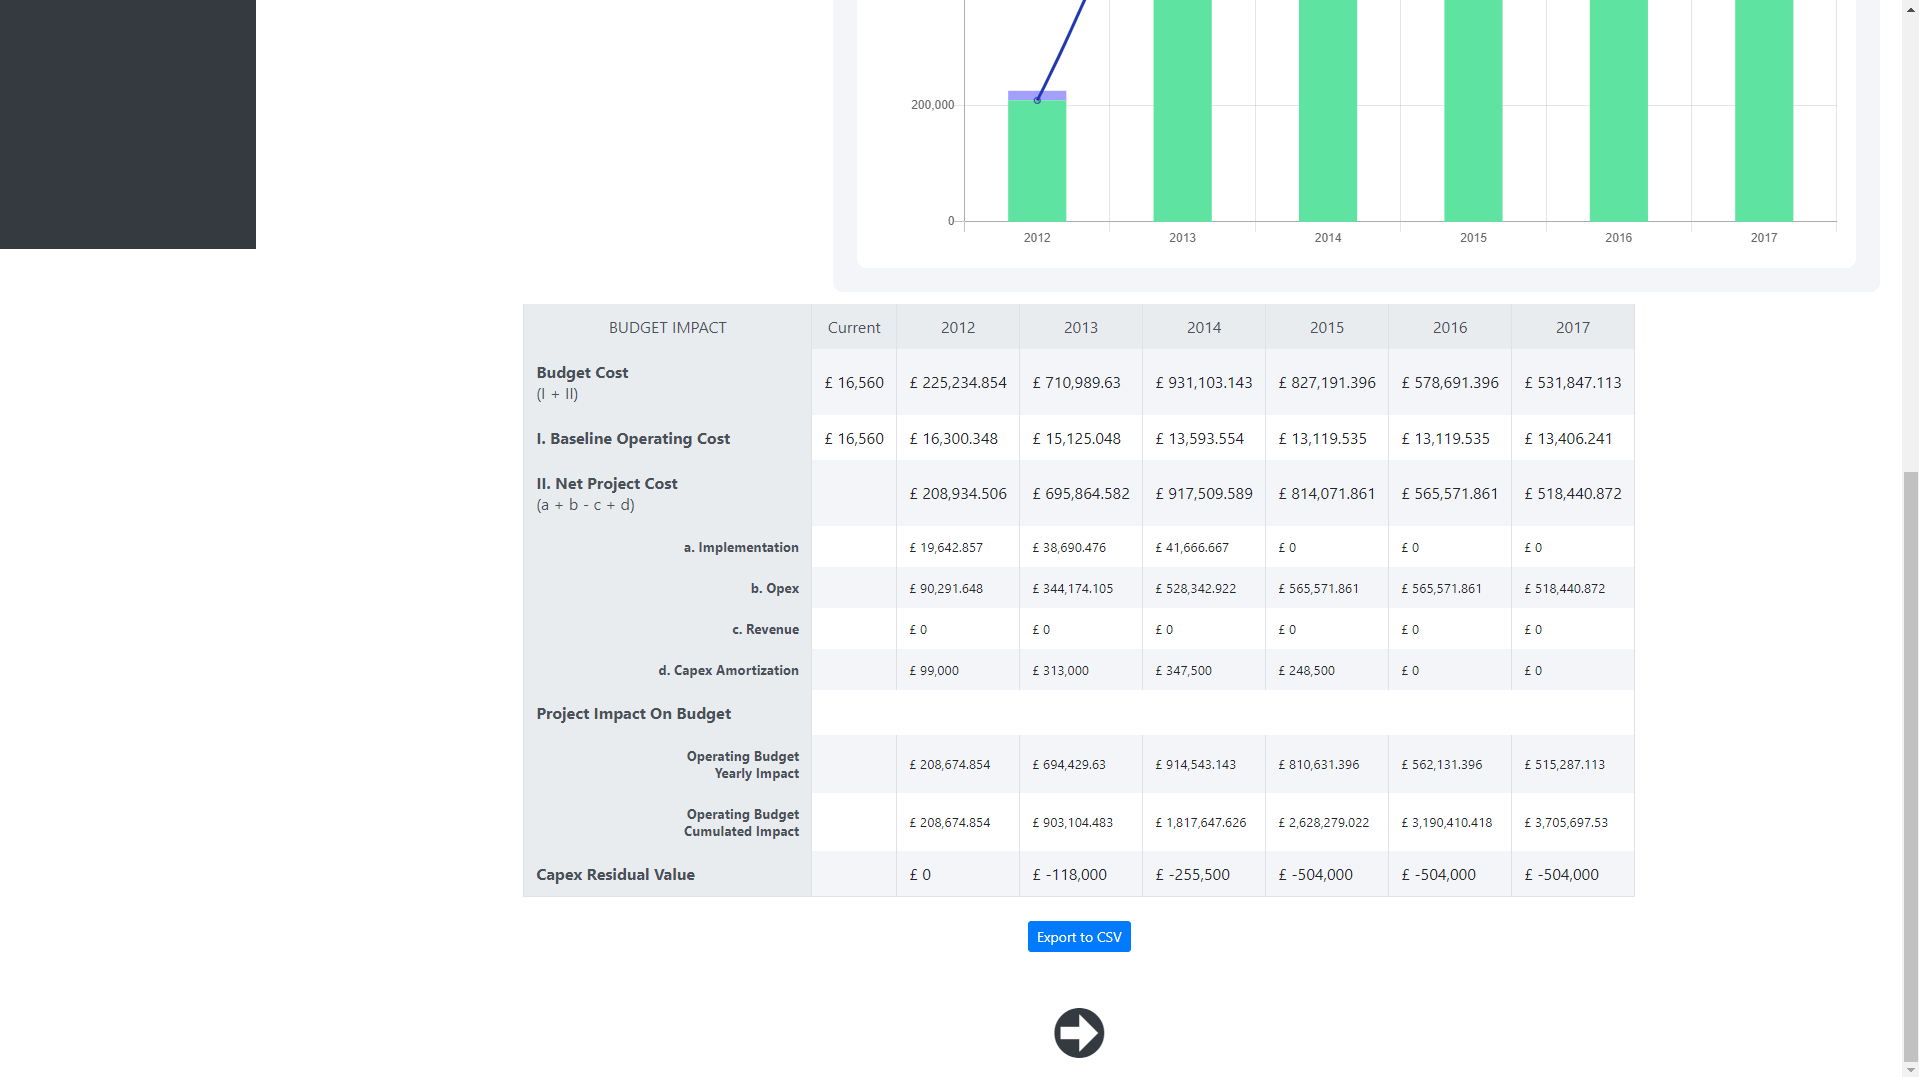 200,000
0
2012 2013 2014 2015 2016 2017
BUDGET IMPACT Current 2012 2013 2014 2015 2016 2017
Budget Cost
(I + II)
£ 16,560 £ 225,234.854 £ 710,989.63 £ 931,103.143 £ 827,191.396 £ 578,691.396 £ 531,847.113
I. Baseline Operating Cost £ 16,560 £ 16,300.348 £ 15,125.048 £ 13,593.554 £ 13,119.535 £ 13,119.535 £ 13,406.241
II. Net Project Cost
(a + b - c + d)
£ 208,934.506 £ 695,864.582 £ 917,509.589 £ 814,071.861 £ 565,571.861 £ 518,440.872
a. Implementation £ 19,642.857 £ 38,690.476 £ 41,666.667 £ 0 £ 0 £ 0
b. Opex £ 90,291.648 £ 344,174.105 £ 528,342.922 £ 565,571.861 £ 565,571.861 £ 518,440.872
c. Revenue £ 0 £ 0 £ 0 £ 0 £ 0 £ 0
d. Capex Amortization £ 99,000 £ 313,000 £ 347,500 £ 248,500 £ 0 £ 0
Project Impact On Budget
Operating Budget
Yearly Impact
£ 208,674.854 £ 694,429.63 £ 914,543.143 £ 810,631.396 £ 562,131.396 £ 515,287.113
Operating Budget
Cumulated Impact
£ 208,674.854 £ 903,104.483 £ 1,817,647.626 £ 2,628,279.022 £ 3,190,410.418 £ 3,705,697.53
Capex Residual Value £ 0 £ -118,000 £ -255,500 £ -504,000 £ -504,000 £ -504,000
Export to CSV